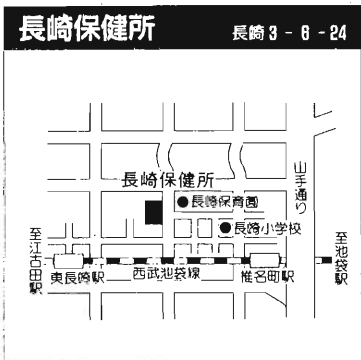 長崎保健所
長崎3-6-24
長崎保健所
●長崎保育園
●長崎小学校
山手通り
至江古田駅
東長崎駅
西武池袋線
椎名町駅
至池袋駅